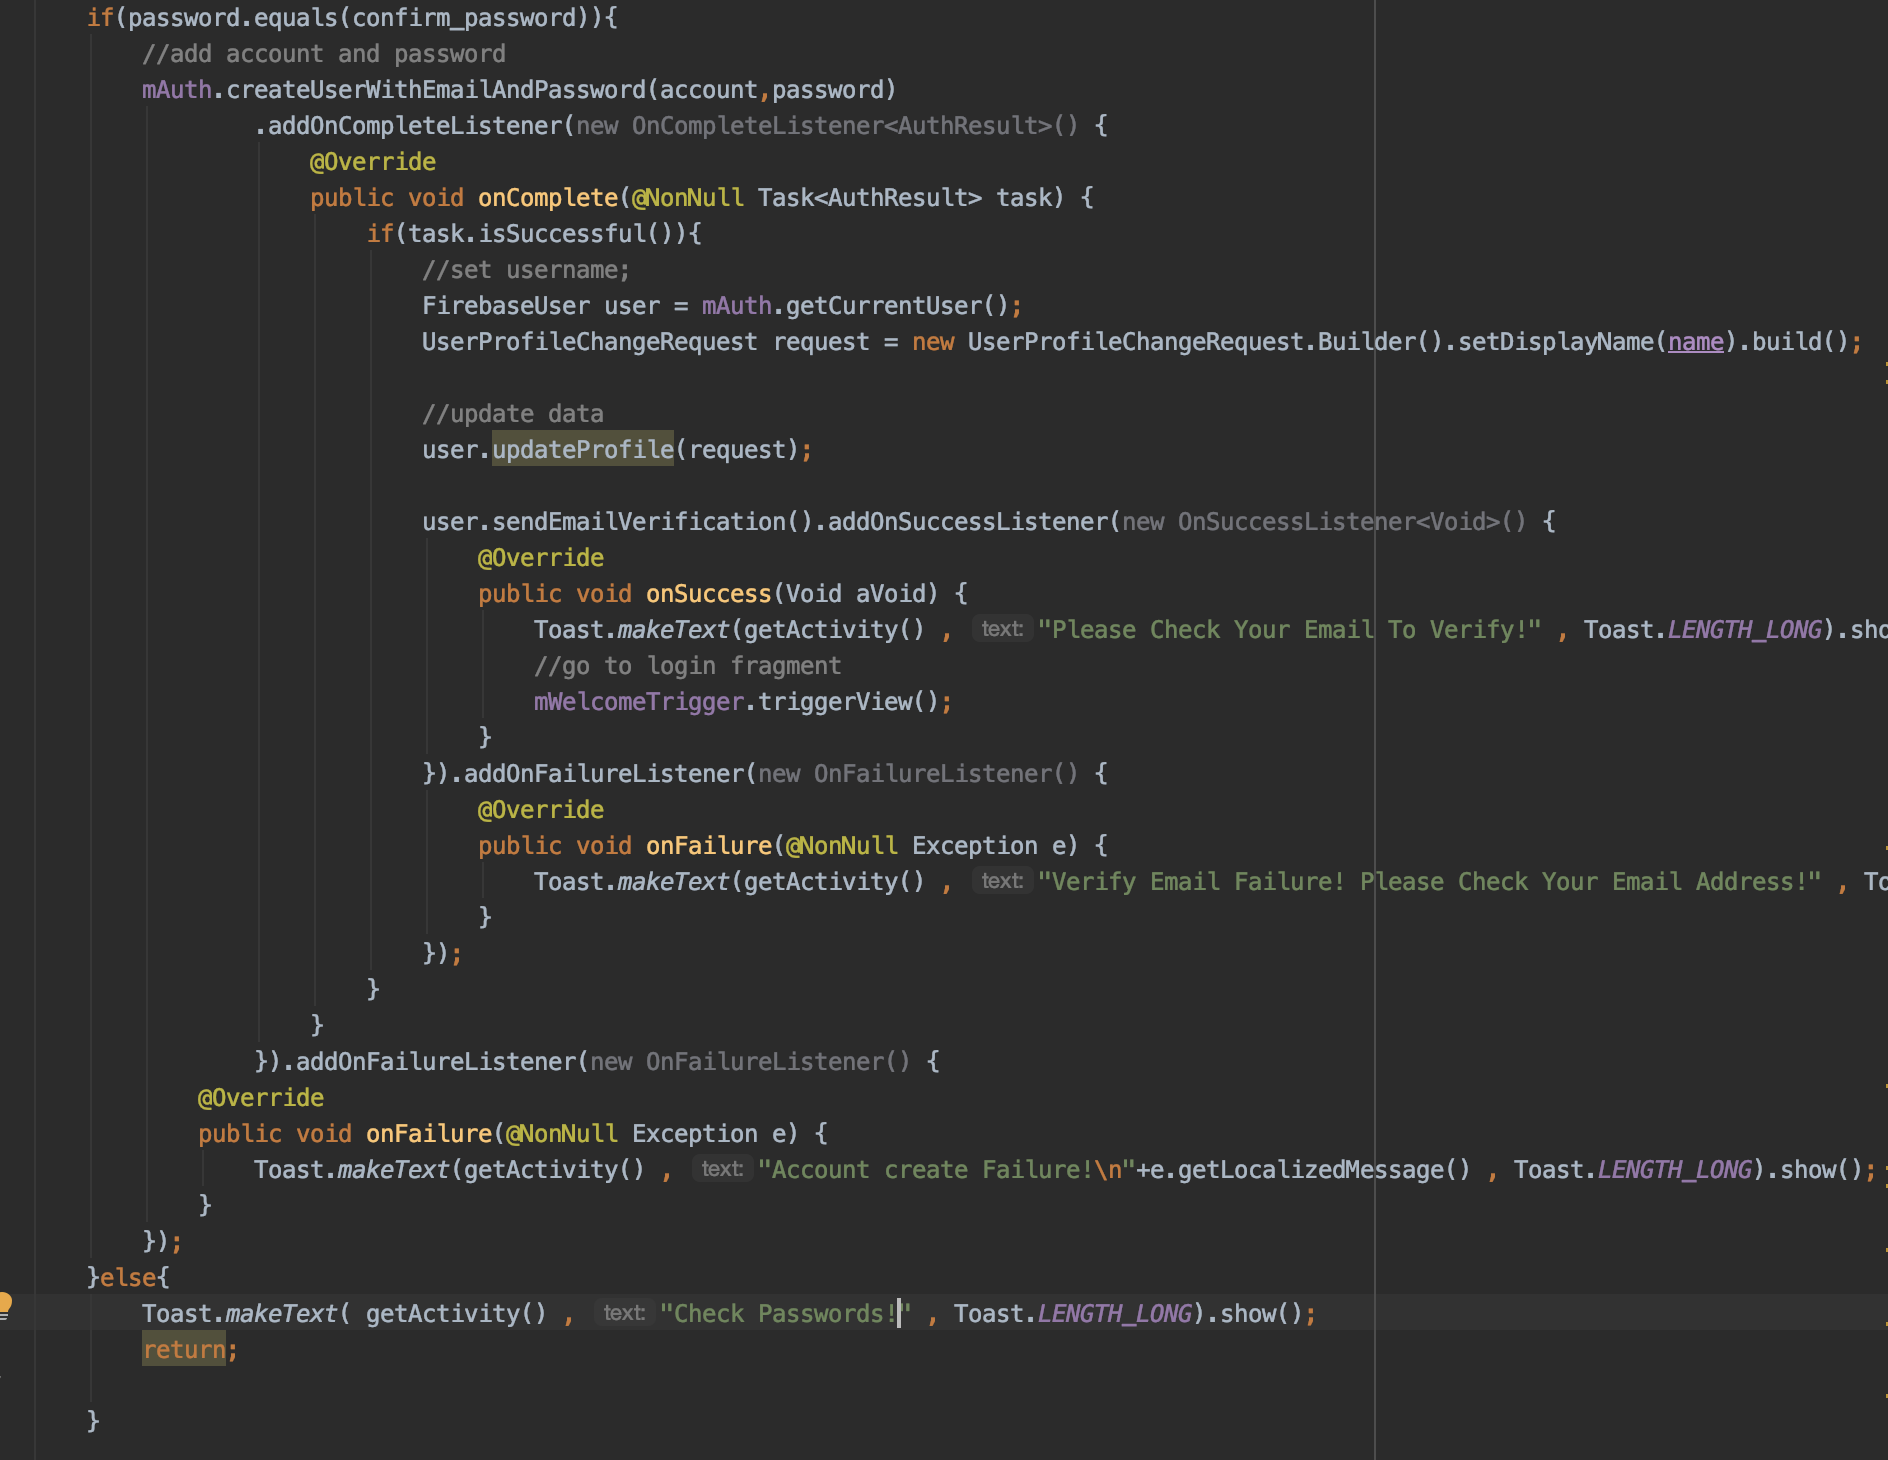 if(password.equals(confirm_password)){
//add account and password
mAuth.createUserWithEmailAndPassword(account,password)
.addOnCompleteListener(new OnCompleteListener<AuthResult>() {
@Override
public void onComplete(@NonNull Task<AuthResult> task) {
if(task.isSuccessful()){
//set username;
FirebaseUser user = mAuth.getCurrentUser();
UserProfileChangeRequest request = new UserProfileChangeRequest.Builder().setDisplayName(name).build();
//update data
user.updateProfile(request);
user.sendEmailVerification().addOnSuccessListener(new OnSuccessListener<Void>() {
@Override
public void onSuccess(Void aVoid) {
Toast.makeText(getActivity() , text: "Please Check Your Email To Verify!" , Toast.LENGTH_LONG).sho
//go to login fragment
mWelcomeTrigger.triggerView();
}
}).addOnFailureListener(new OnFailureListener() {
@Override
public void onFailure(@NonNull Exception e) {
Toast.makeText(getActivity() , text: "Verify Email Failure! Please Check Your Email Address!" , To
}
});
}
}
}).addOnFailureListener(new OnFailureListener() {
@Override
public void onFailure(@NonNull Exception e) {
Toast.makeText(getActivity() , text: "Account create Failure!\n"+e.getLocalizedMessage() , Toast.LENGTH_LONG).show();
}
});
}else{
Toast.makeText( getActivity() , text: "Check Passwords!" , Toast.LENGTH_LONG).show();
return;
}